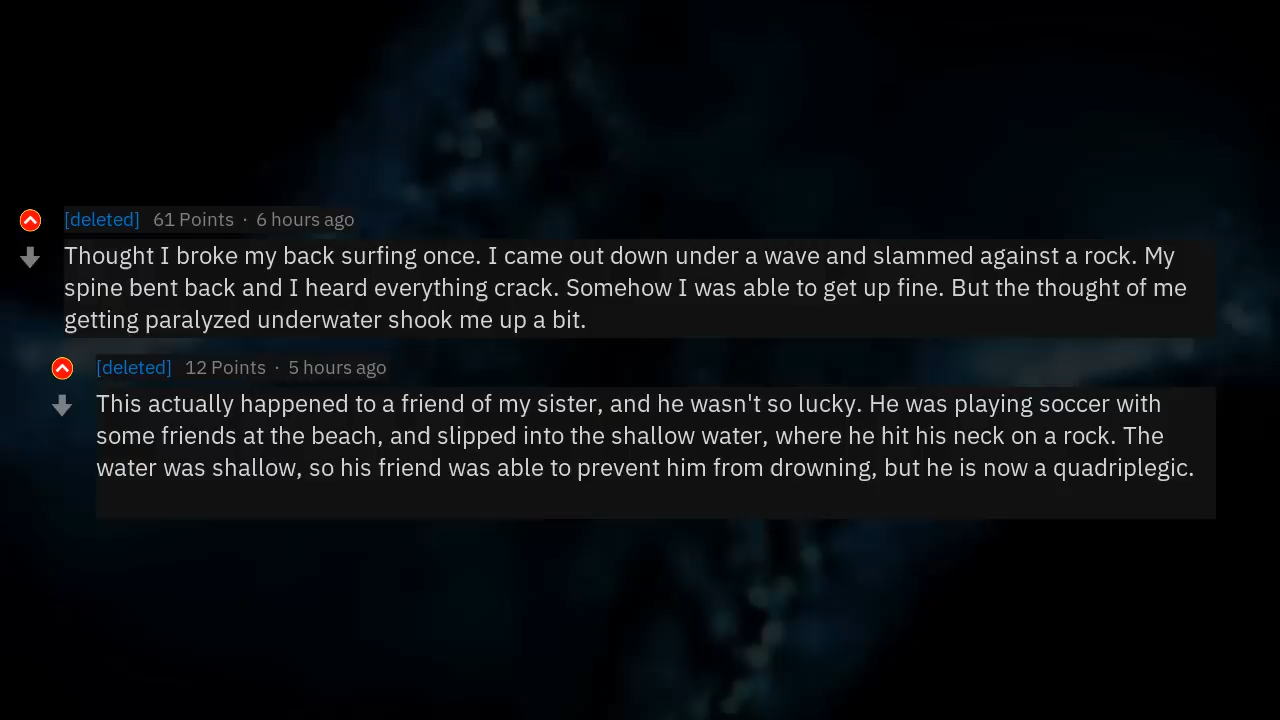 [deleted] 61 Points · 6 hours ago
Thought I broke my back surfing once. I came out down under a wave and slammed against a rock. My
spine bent back and I heard everything crack. Somehow I was able to get up fine. But the thought of me
getting paralyzed underwater shook me up a bit.
[deleted] 12 Points · 5 hours ago
This actually happened to a friend of my sister, and he wasn't so lucky. He was playing soccer with
some friends at the beach, and slipped into the shallow water, where he hit his neck on a rock. The
water was shallow, so his friend was able to prevent him from drowning, but he is now a quadriplegic.